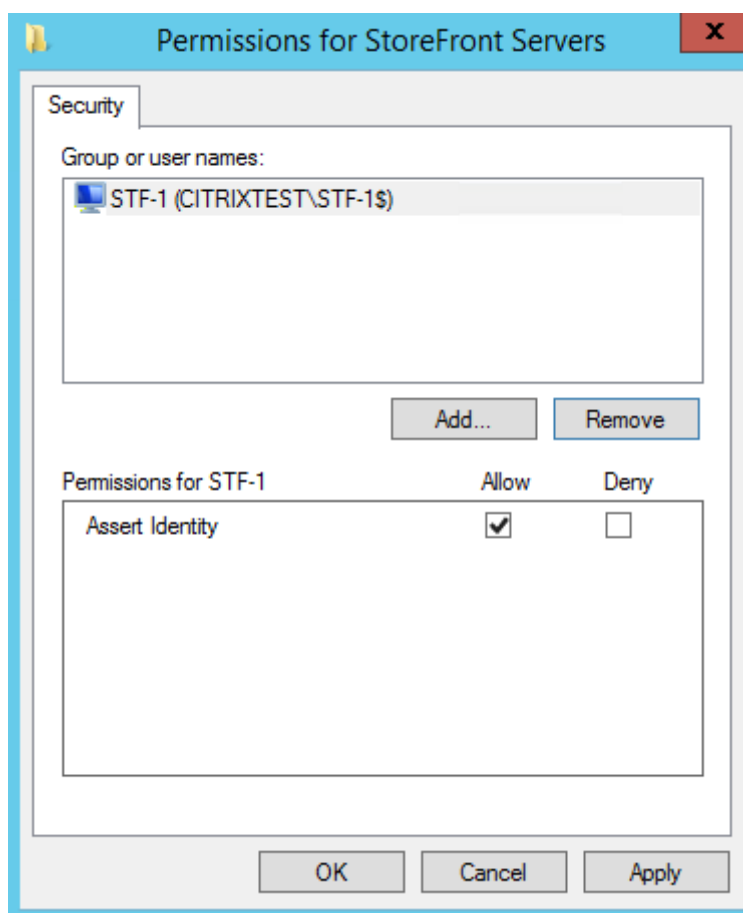 Permissions for StoreFront Servers
x
Security
Group or user names:
STF-1 (CITRIXTEST\STF-1$)
Add... Remove
Permissions for STF-1 Allow Deny
Assert Identity
OK Cancel Apply